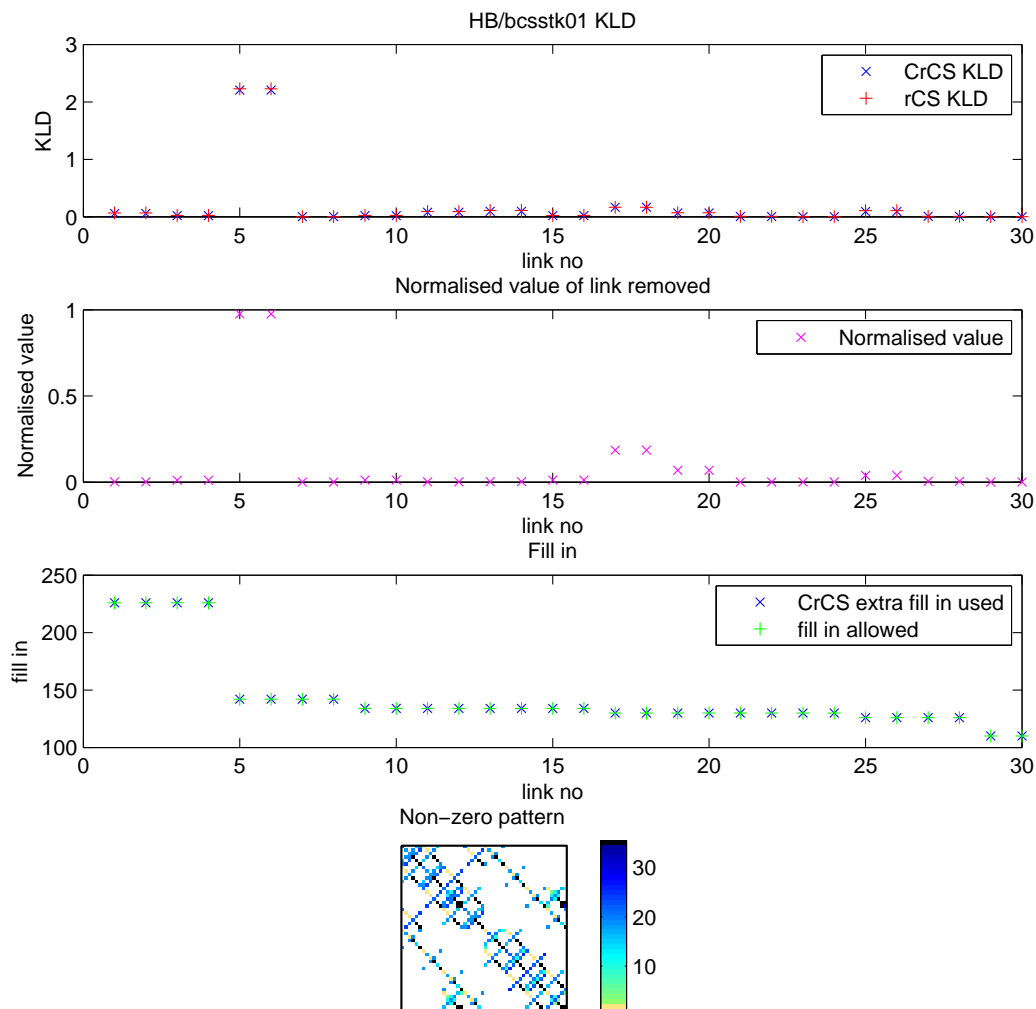 HB/bcsstk01 KLD
3
2
1
0
KLD
CrCS KLD
rCS KLD
0 5 10 15 20 25 30
link no
Normalised value of link removed
1
0.5
0
Normalised value
Normalised value
0 5 10 15 20 25 30
link no
Fill in
250
200
150
100
fill in
CrCS extra fill in used
fill in allowed
0 5 10 15 20 25 30
link no
Non−zero pattern
30
20
10